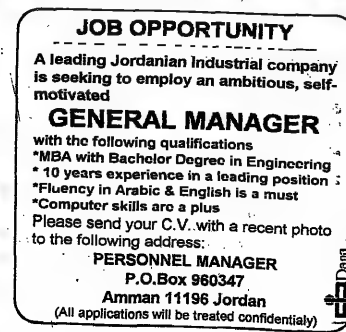 JOB OPPORTUNITY
A leading Jordanian Industrial company
is seeking to employ an ambitious, self-
motivated
GENERAL MANAGER
with the following qualifications
*MBA with Bachelor Degree in Engineering
* 10 years experience in a leading position
*Fluency in Arabic & English is a must
*Computer skills are a plus
Please send your C.V. with a recent photo
to the following address:
PERSONNEL MANAGER
P.O.Box 960347
Amman 11196 Jordan
(All applications will be treated confidentialy)
Dana